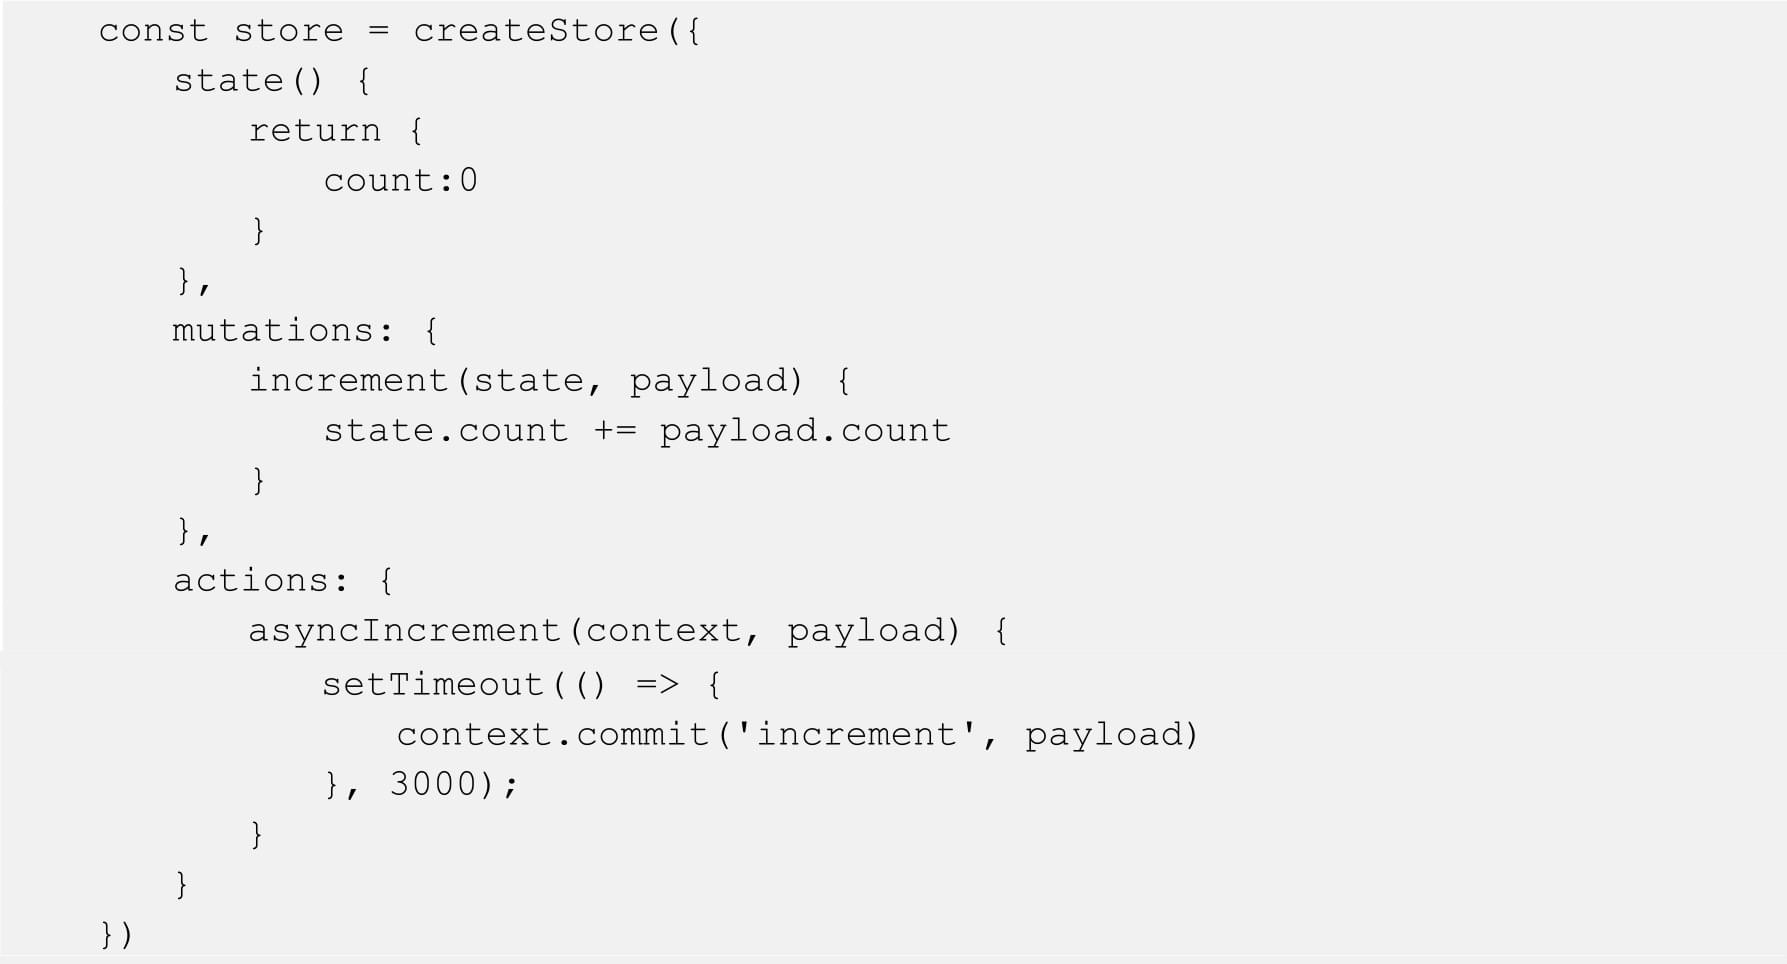 const store = createStore({
    state() {
        return {
            count:0
        }
    },
    mutations: {
        increment(state, payload) {
            state.count += payload.count
        }
    },
    actions: {
        asyncIncrement(context, payload) {
            setTimeout(() => {
                context.commit('increment', payload)
            }, 3000);
        }
    }
})